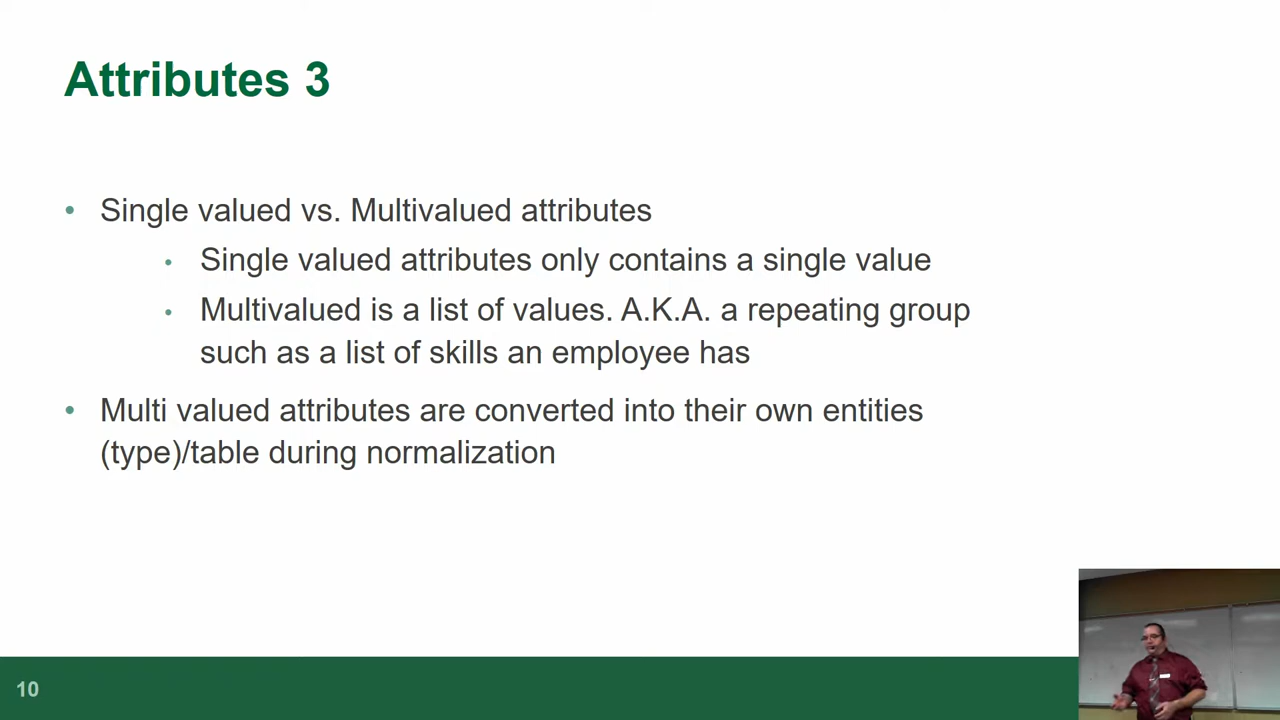 Attributes 3
• Single valued vs. Multivalued attributes
• Single valued attributes only contains a single value
• Multivalued is a list of values. A.K.A. a repeating group
such as a list of skills an employee has
• Multi valued attributes are converted into their own entities
(type)/table during normalization
10